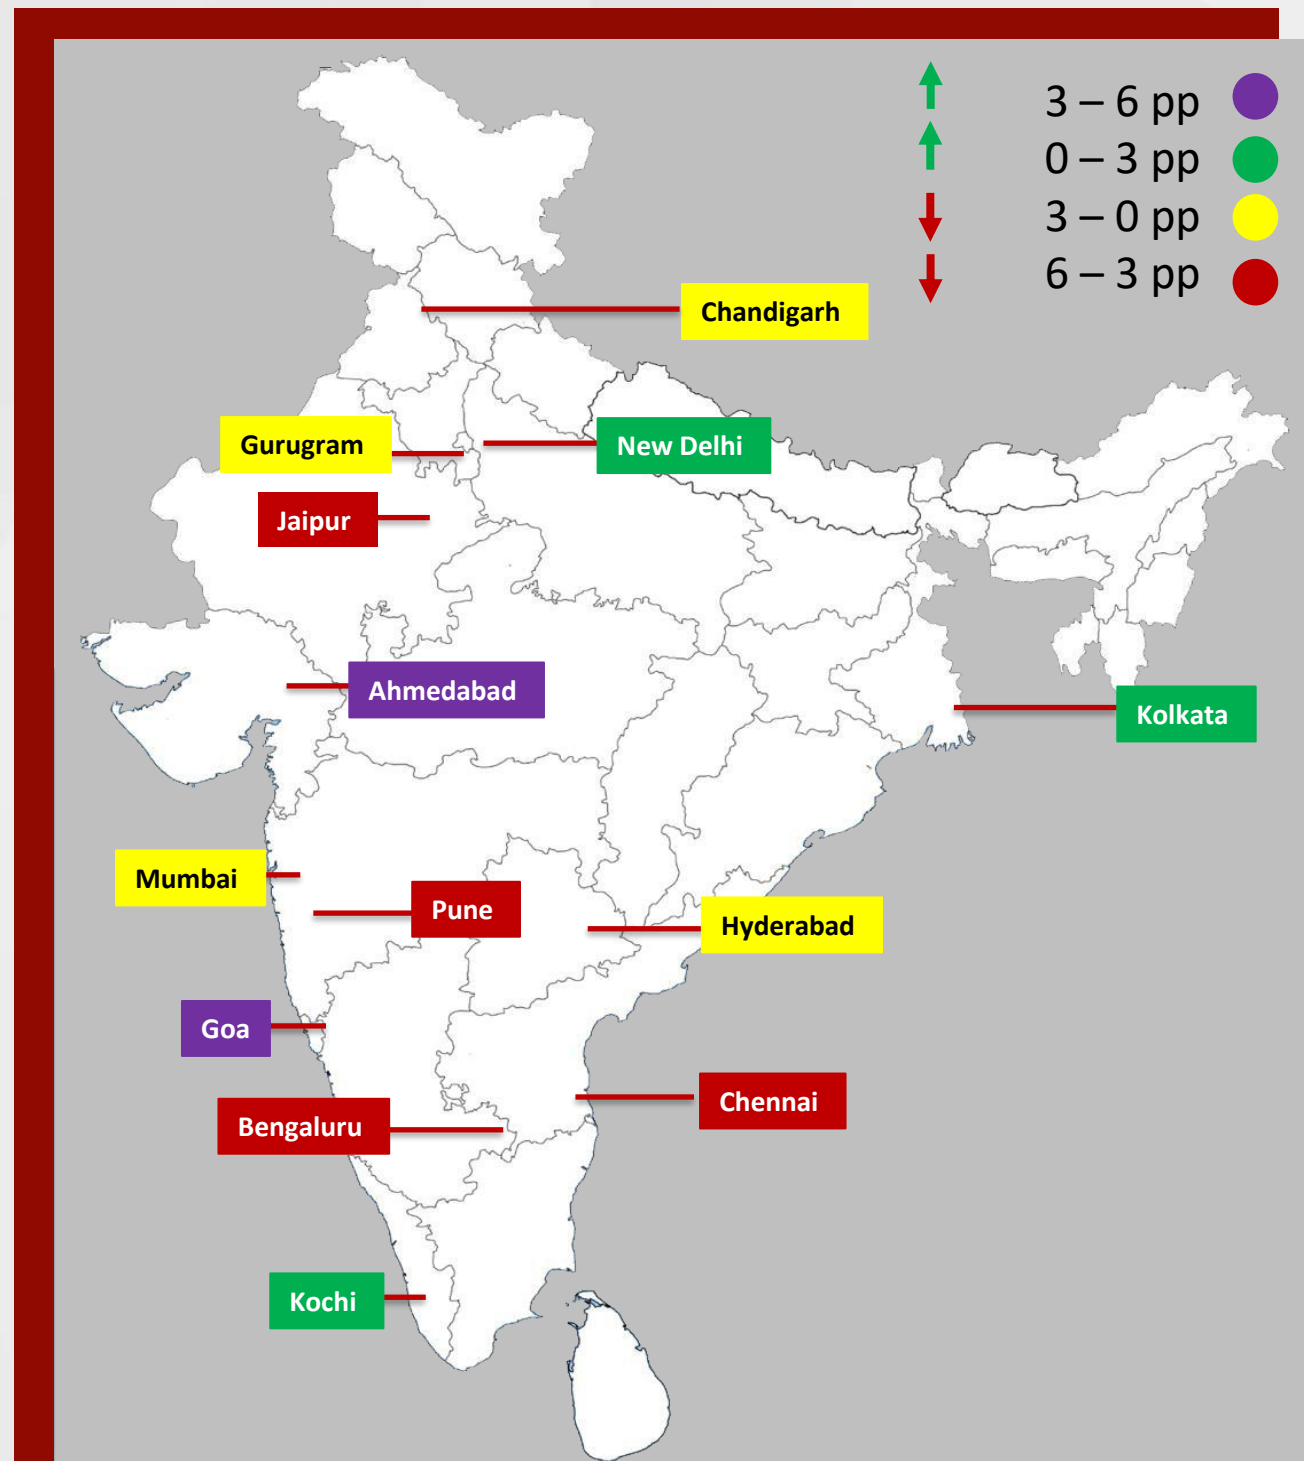 3 – 6 pp
0 – 3 pp
3 – 0 pp
6 – 3 pp
Chandigarh
Gurugram
New Delhi
Jaipur
Ahmedabad
Kolkata
Mumbai
Pune
Hyderabad
Goa
Chennai
Bengaluru
Kochi